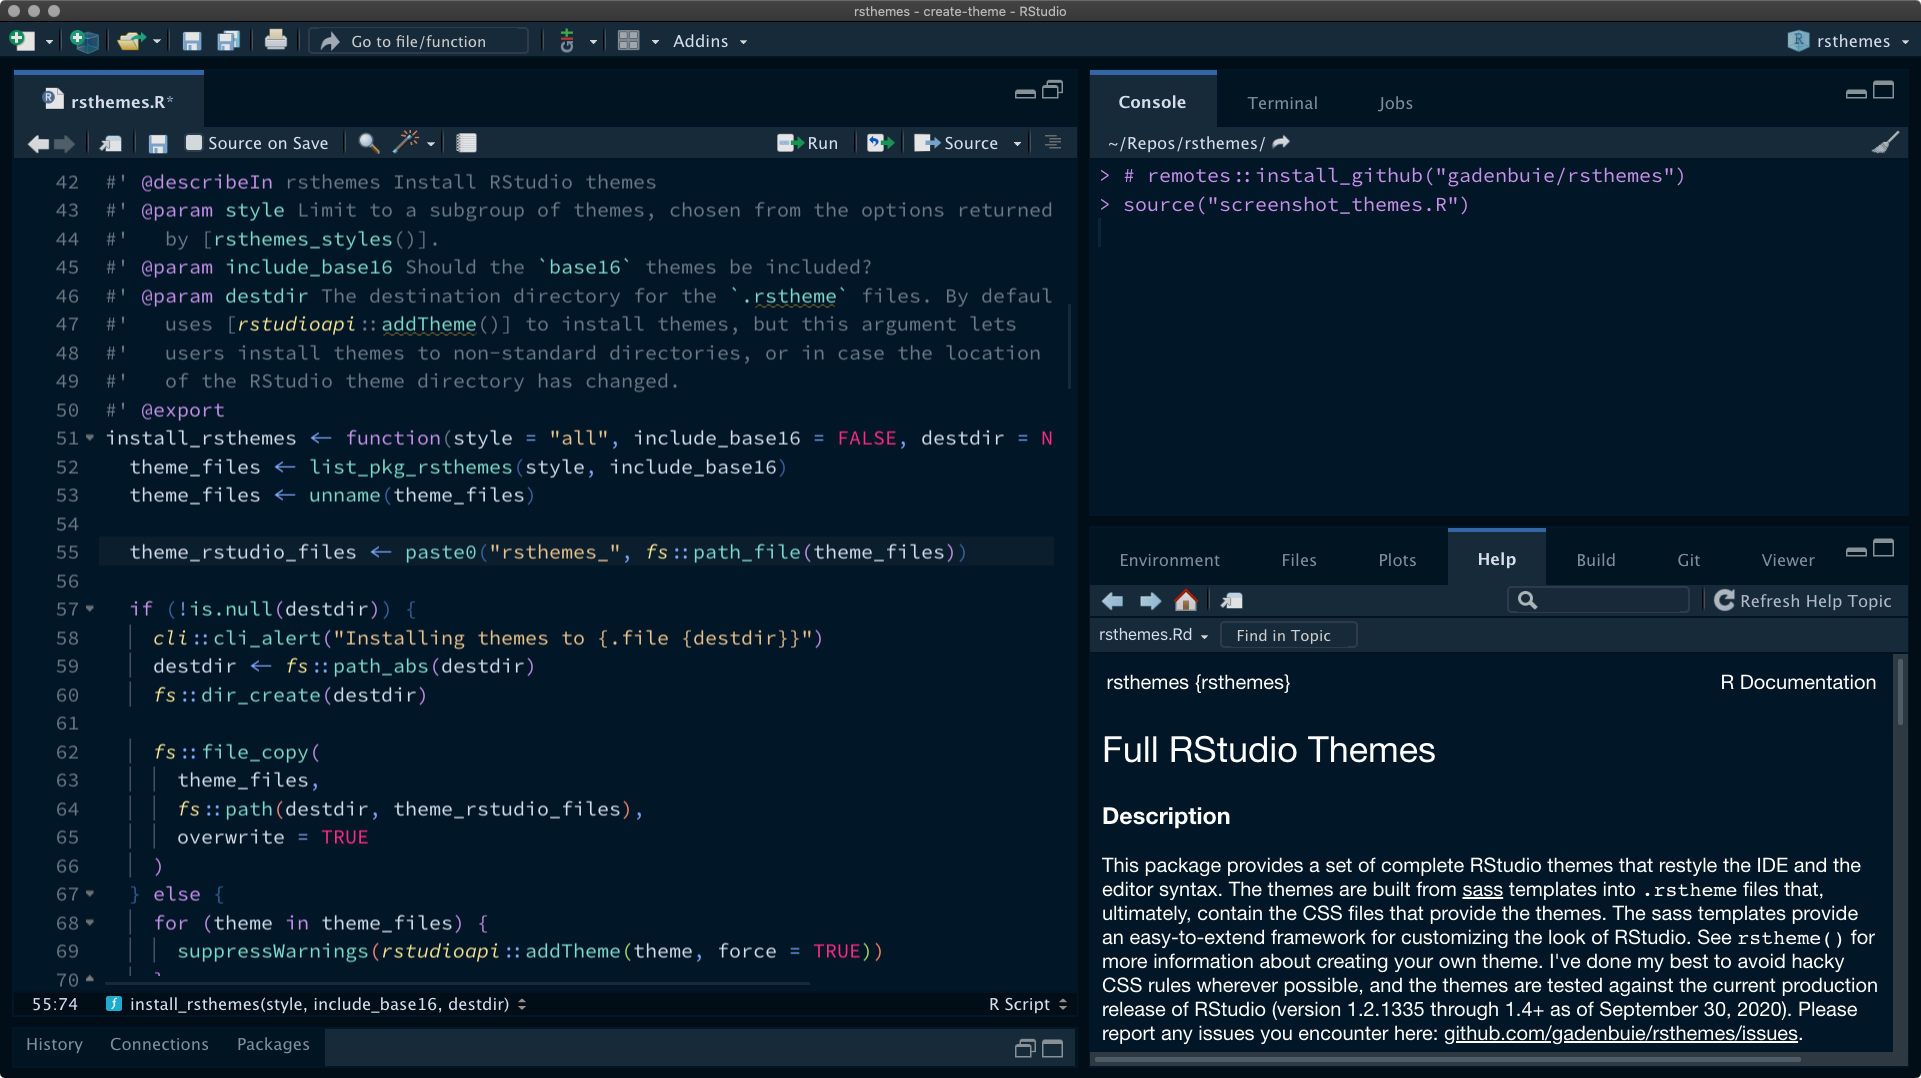 rsthemes - create-theme - RStudio
Go to file/function
Addins
rsthemes
rsthemes.R*
Source on Save
Run
Source
42 #' @describeIn rsthemes Install RStudio themes
43 #' @param style Limit to a subgroup of themes, chosen from the options returned
44 #'   by [rsthemes_styles()].
45 #' @param include_base16 Should the `base16` themes be included?
46 #' @param destdir The destination directory for the `.rstheme` files. By defaul
47 #'   uses [rstudioapi::addTheme()] to install themes, but this argument lets
48 #'   users install themes to non-standard directories, or in case the location
49 #'   of the RStudio theme directory has changed.
50 #' @export
51 install_rsthemes <- function(style = "all", include_base16 = FALSE, destdir = N
52   theme_files <- list_pkg_rsthemes(style, include_base16)
53   theme_files <- unname(theme_files)
54
55   theme_rstudio_files <- paste0("rsthemes_", fs::path_file(theme_files))
56
57   if (!is.null(destdir)) {
58     cli::cli_alert("Installing themes to {.file {destdir}}")
59     destdir <- fs::path_abs(destdir)
60     fs::dir_create(destdir)
61
62     fs::file_copy(
63       theme_files,
64       fs::path(destdir, theme_rstudio_files),
65       overwrite = TRUE
66     )
67   } else {
68     for (theme in theme_files) {
69       suppressWarnings(rstudioapi::addTheme(theme, force = TRUE))
70
55:74 install_rsthemes(style, include_base16, destdir)
R Script
History Connections Packages
Console Terminal Jobs
~/Repos/rsthemes/
> # remotes::install_github("gadenbuie/rsthemes")
> source("screenshot_themes.R")
Environment Files Plots Help Build Git Viewer
Refresh Help Topic
rsthemes.Rd Find in Topic
rsthemes {rsthemes} R Documentation
Full RStudio Themes
Description
This package provides a set of complete RStudio themes that restyle the IDE and the
editor syntax. The themes are built from sass templates into .rstheme files that,
ultimately, contain the CSS files that provide the themes. The sass templates provide
an easy-to-extend framework for customizing the look of RStudio. See rstheme() for
more information about creating your own theme. I've done my best to avoid hacky
CSS rules wherever possible, and the themes are tested against the current production
release of RStudio (version 1.2.1335 through 1.4+ as of September 30, 2020). Please
report any issues you encounter here: github.com/gadenbuie/rsthemes/issues.